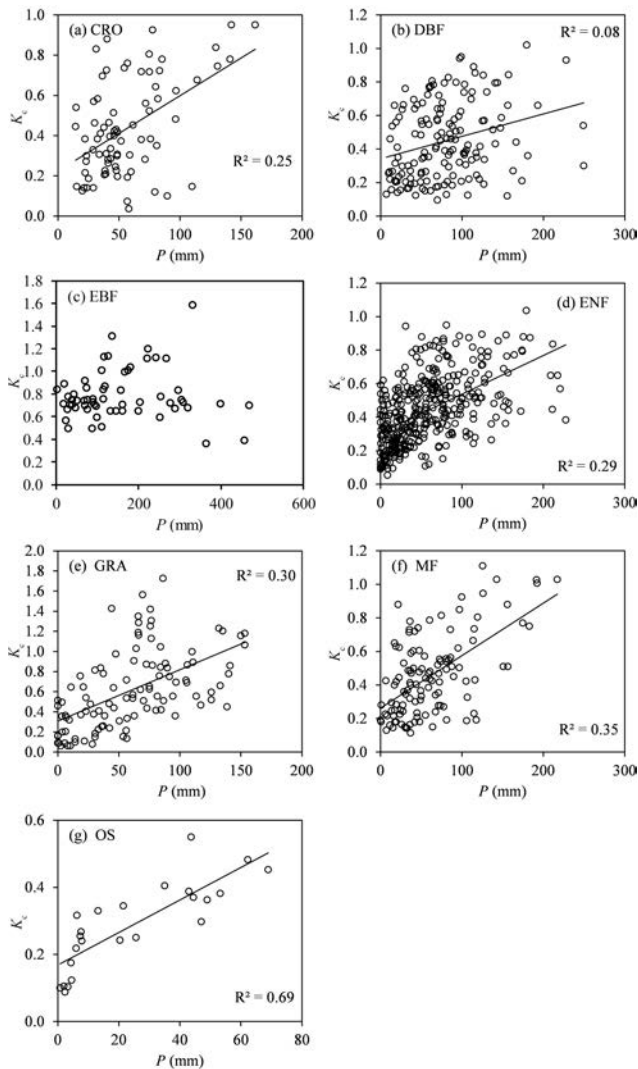 (a) CRO
1.0
0.8
0.6
0.4
0.2
0.0
Kc
R² = 0.25
0 50 100 150 200
P (mm)
(b) DBF
R² = 0.08
1.2
1.0
0.8
0.6
0.4
0.2
0.0
Kc
0 100 200 300
P (mm)
(c) EBF
1.8
1.6
1.4
1.2
1.0
0.8
0.6
0.4
0.2
0.0
Kc
0 200 400 600
P (mm)
(d) ENF
1.2
1.0
0.8
0.6
0.4
0.2
0.0
Kc
R² = 0.29
0 100 200 300
P (mm)
(e) GRA
R² = 0.30
2.0
1.8
1.6
1.4
1.2
1.0
0.8
0.6
0.4
0.2
0.0
Kc
0 50 100 150 200
P (mm)
(f) MF
1.2
1.0
0.8
0.6
0.4
0.2
0.0
Kc
R² = 0.35
0 100 200 300
P (mm)
(g) OS
0.6
0.4
0.2
0.0
Kc
R² = 0.69
0 20 40 60 80
P (mm)